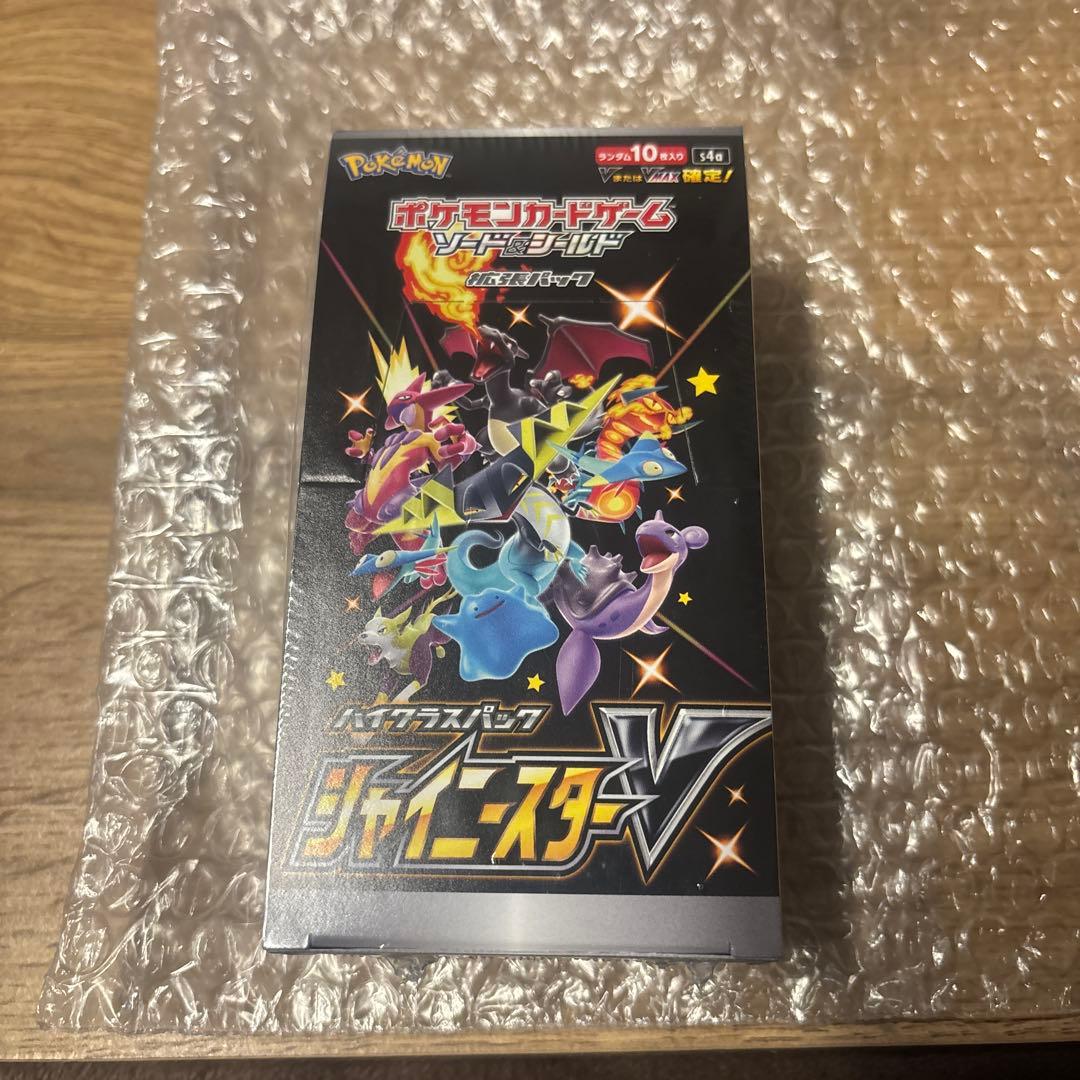 POKÉMON
ランダム10枚入り s4a
VまたはVMAX確定!
ポケモンカードゲーム
ソード&シールド
拡張パック
ハイクラスパック
シャイニースターV